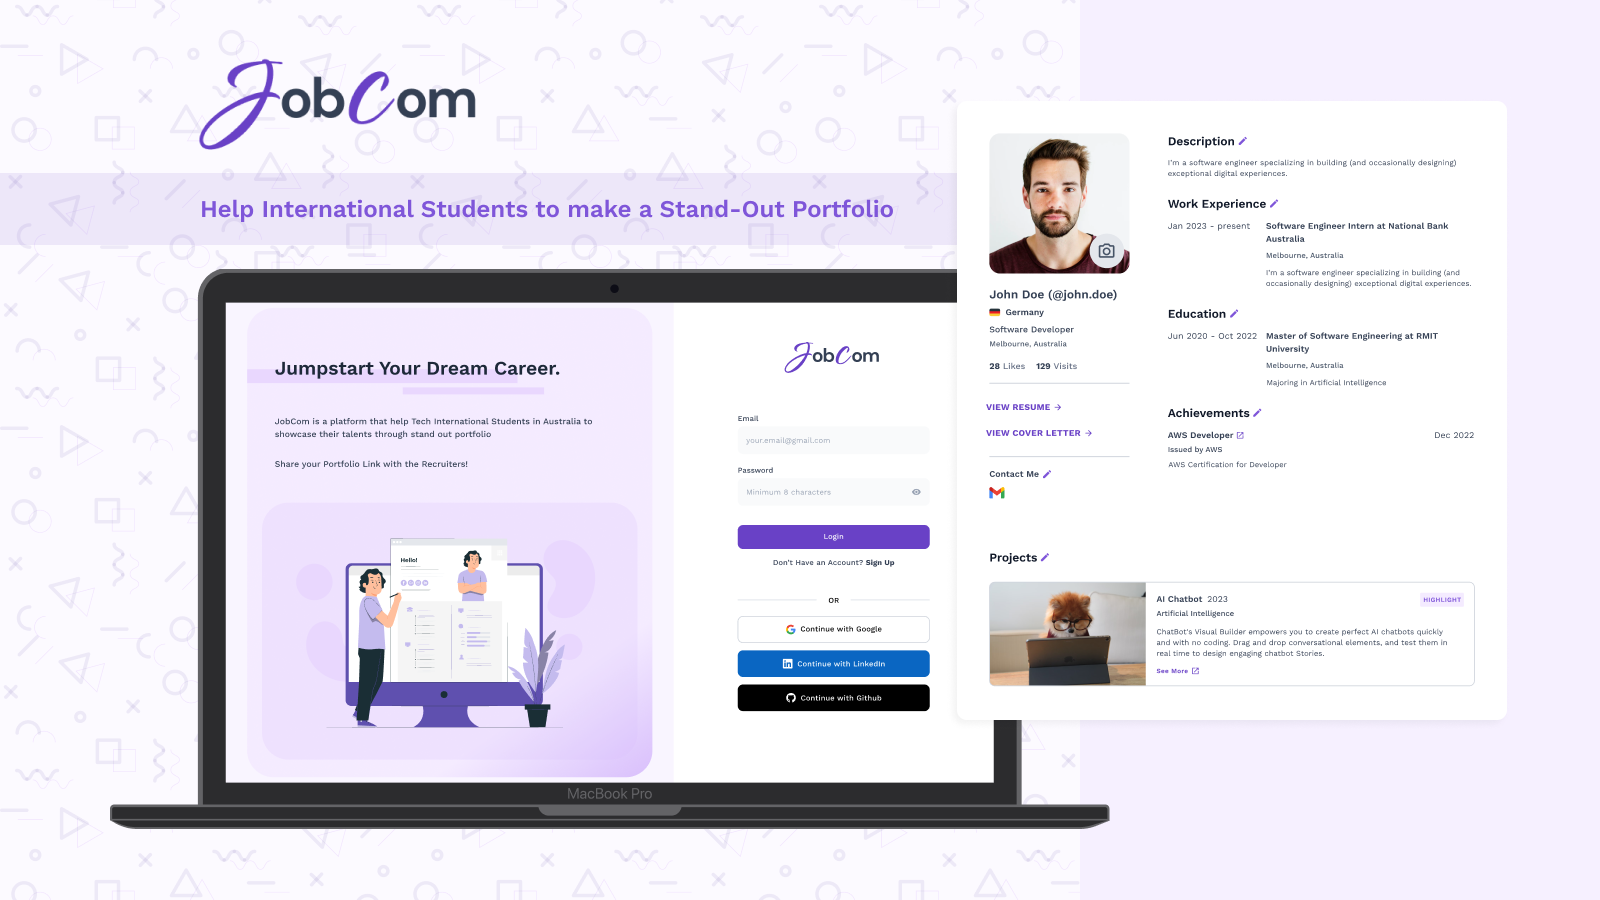 JobCom
Help International Students to make a Stand-Out Portfolio
Jumpstart Your Dream Career.
JobCom is a platform that help Tech International Students in Australia to
showcase their talents through stand out portfolio
Share your Portfolio Link with the Recruiters!
Hello!
JobCom
Email
your.email@gmail.com
Password
Minimum 8 characters
Login
Don't Have an Account? Sign Up
OR
Continue with Google
Continue with LinkedIn
Continue with Github
MacBook Pro
John Doe (@john.doe)
Germany
Software Developer
Melbourne, Australia
28 Likes 129 Visits
VIEW RESUME
VIEW COVER LETTER
Contact Me
Description
I'm a software engineer specializing in building (and occasionally designing)
exceptional digital experiences.
Work Experience
Jan 2023 - present
Software Engineer Intern at National Bank
Australia
Melbourne, Australia
I'm a software engineer specializing in building (and
occasionally designing) exceptional digital experiences.
Education
Jun 2020 - Oct 2022
Master of Software Engineering at RMIT
University
Melbourne, Australia
Majoring in Artificial Intelligence
Achievements
AWS Developer
Dec 2022
Issued by AWS
AWS Certification for Developer
Projects
AI Chatbot 2023
HIGHLIGHT
Artificial Intelligence
ChatBot's Visual Builder empowers you to create perfect AI chatbots quickly
and with no coding. Drag and drop conversational elements, and test them in
real time to design engaging chatbot Stories.
See More